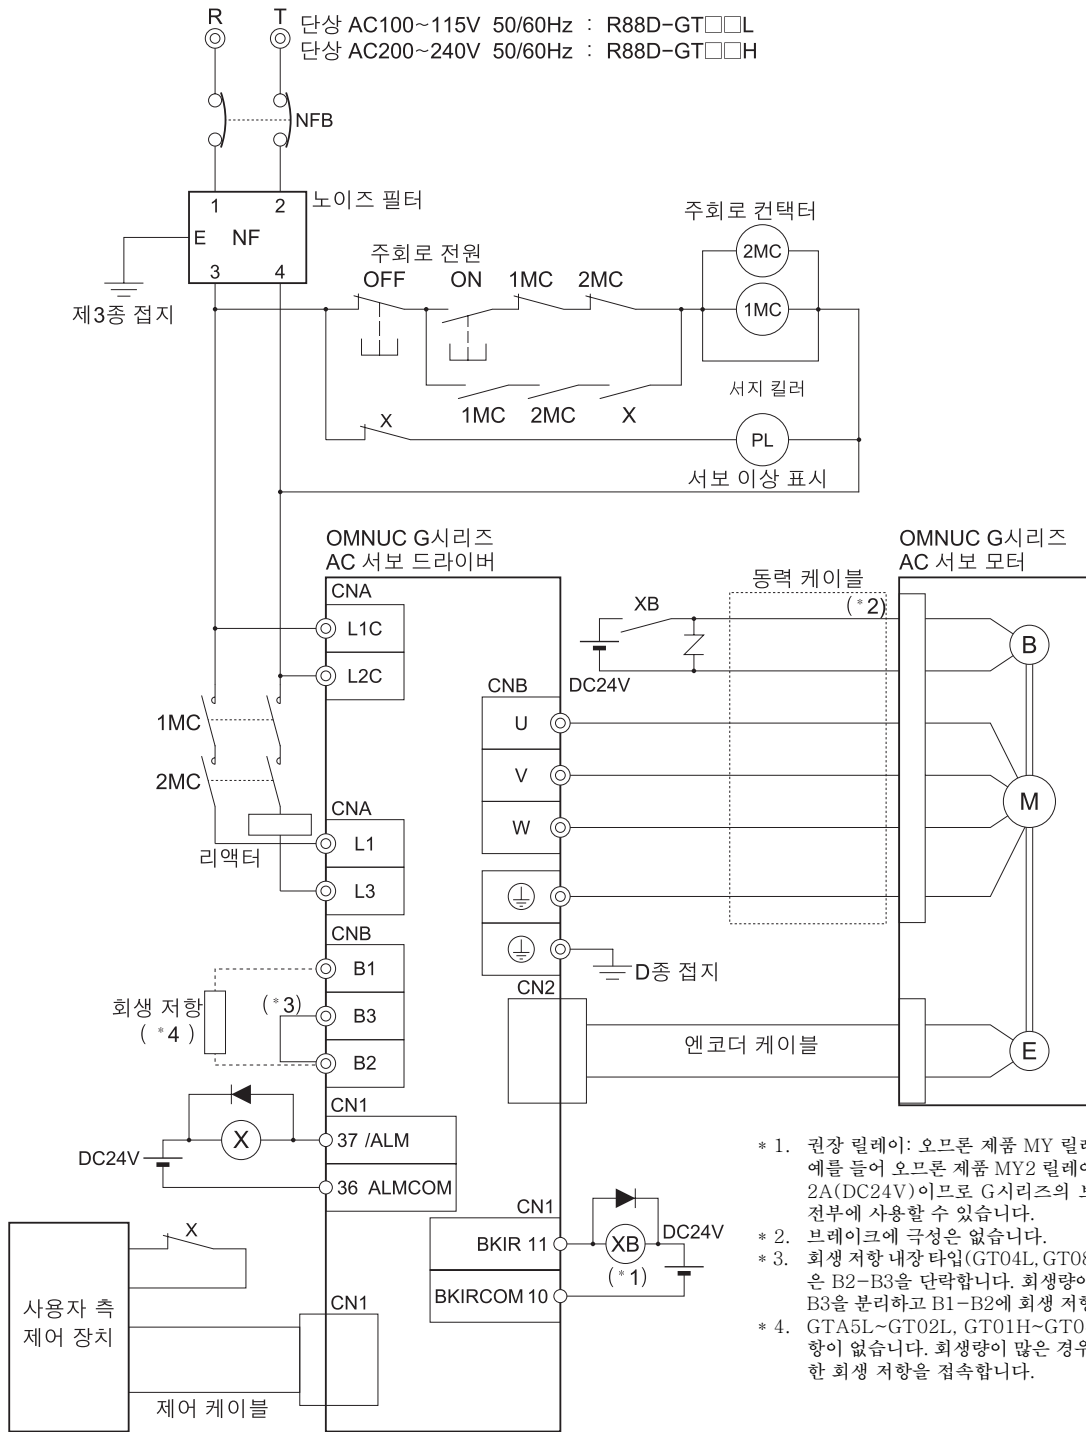 R T 단상 AC100~115V 50/60Hz : R88D-GT□□L
단상 AC200~240V 50/60Hz : R88D-GT□□H
NFB
노이즈 필터
1 2
E NF
3 4
제3종 접지
주회로 전원
OFF ON 1MC 2MC
주회로 컨택터
2MC
1MC
서지 킬러
1MC 2MC X
X
PL
서보 이상 표시
OMNUC G시리즈
AC 서보 드라이버
OMNUC G시리즈
AC 서보 모터
CNA
L1C
L2C
1MC
2MC
리액터
CNA
L1
L3
CNB
B1
B3
B2
회생 저항
( *4 )
( *3)
XB
DC24V
동력 케이블
( *2)
CNB
U
V
W
D종 접지
CN2
엔코더 케이블
B
M
E
CN1
37 /ALM
36 ALMCOM
X
DC24V
CN1
BKIR 11
BKIRCOM 10
XB
( *1)
DC24V
X
사용자 측
제어 장치
CN1
제어 케이블
* 1. 권장 릴레이: 오므론 제품 MY
예를 들어 오므론 제품 MY2
2A(DC24V)이므로 G시리즈의
전부에 사용할 수 있습니다.
* 2. 브레이크에 극성은 없습니다.
* 3. 회생 저항 내장 타입(GT04L,
은 B2-B3을 단락합니다. 회생량이
B3을 분리하고 B1-B2에 회생
* 4. GTA5L~GT02L,
항이 없습니다. 회생량이 많은
한 회생 저항을 접속합니다.